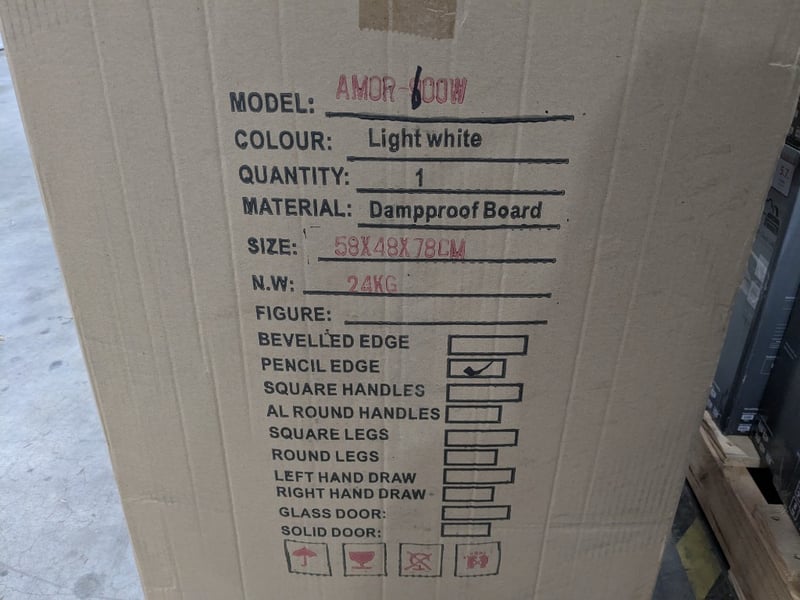 MODEL: AMOR-600W
COLOUR: Light white
QUANTITY: 1
MATERIAL: Dampproof Board
SIZE: 58X48X78CM
N.W: 24KG
FIGURE:
BEVELLED EDGE
PENCIL EDGE
SQUARE HANDLES
AL ROUND HANDLES
SQUARE LEGS
ROUND LEGS
LEFT HAND DRAW
RIGHT HAND DRAW
GLASS DOOR:
SOLID DOOR: